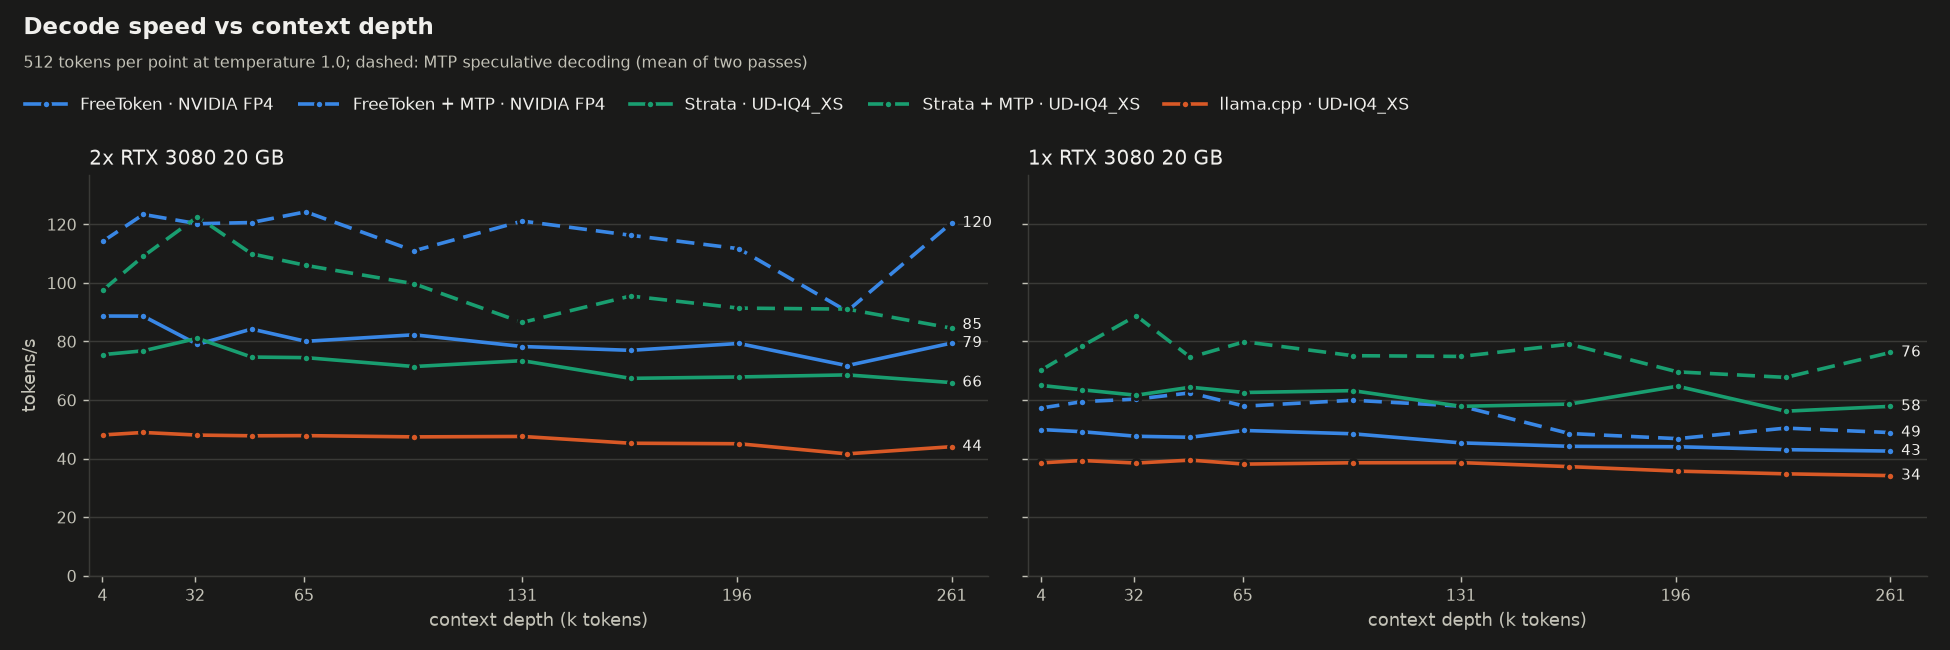 Decode speed vs context depth
512 tokens per point at temperature 1.0; dashed: MTP speculative decoding (mean of two passes)
FreeToken · NVIDIA FP4 FreeToken + MTP · NVIDIA FP4 Strata · UD-IQ4_XS Strata + MTP · UD-IQ4_XS llama.cpp · UD-IQ4_XS
2x RTX 3080 20 GB
tokens/s
120
100
80
60
40
20
0
120
85
79
66
44
4 32 65 131 196 261
context depth (k tokens)
1x RTX 3080 20 GB
76
58
49
43
34
4 32 65 131 196 261
context depth (k tokens)